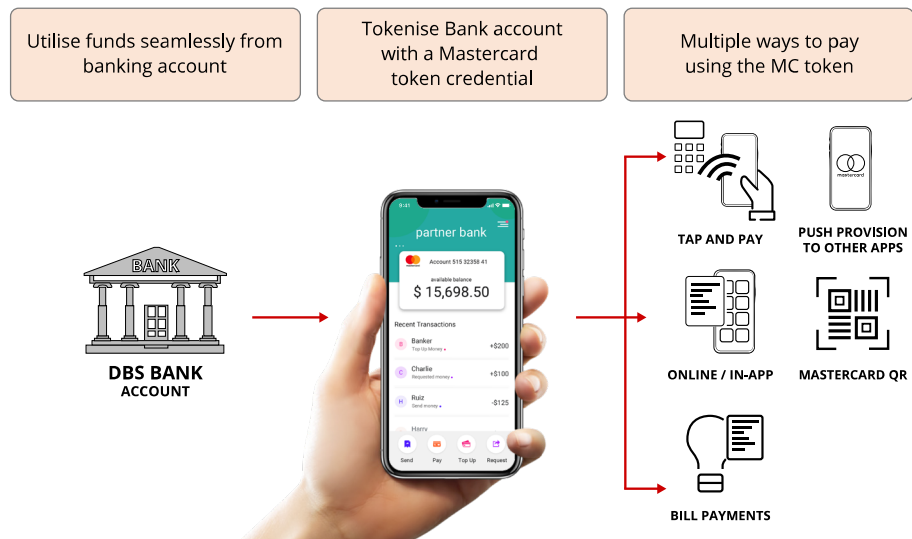 Utilise funds seamlessly from
banking account
Tokenise Bank account
with a Mastercard
token credential
Multiple ways to pay
using the MC token
BANK
DBS BANK
ACCOUNT
9:41
partner bank
Account 515 32358 41
available balance
$ 15,698.50
Recent Transactions
B
Banker
Top Up Money
+$200
C
Charlie
Requested money
+$100
H
Ruiz
Send money
-$125
Harry
Send
Pay
Top Up
Request
TAP AND PAY
mastercard
PUSH PROVISION
TO OTHER APPS
ONLINE / IN-APP
MASTERCARD QR
BILL PAYMENTS